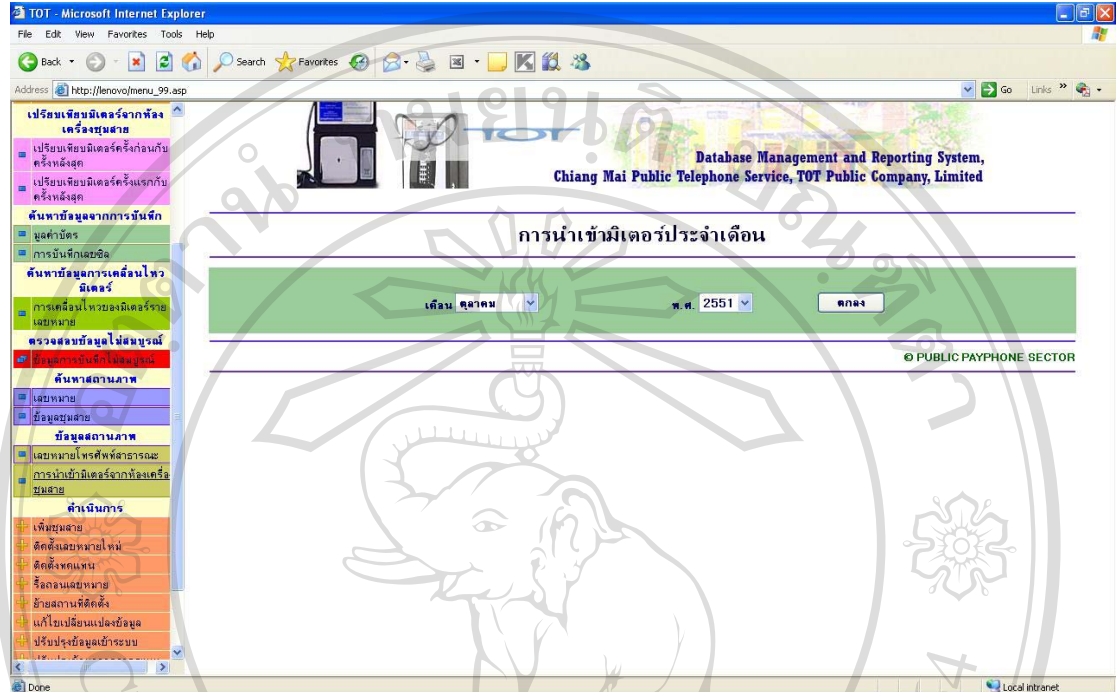 TOT - Microsoft Internet Explorer
File Edit View Favorites Tools Help
Back Search Favorites
Address http://lenovo/menu_99.asp Go Links »
เปรียบเทียบมิเตอร์จากห้อง
เครื่องชุมสาย
เปรียบเทียบมิเตอร์ครั้งก่อนกับ
ครั้งหลังสุด
เปรียบเทียบมิเตอร์ครั้งแรกกับ
ครั้งหลังสุด
ค้นหาข้อมูลจากการบันทึก
มูลค่าบัตร
การบันทึกเลขซิล
ค้นหาข้อมูลการเคลื่อนไหว
มิเตอร์
การเคลื่อนไหวของมิเตอร์ราย
เลขหมาย
ตรวจสอบข้อมูลไม่สมบูรณ์
ข้อมูลการบันทึกไม่สมบูรณ์
ค้นหาสถานภาพ
เลขหมาย
ข้อมูลชุมสาย
ข้อมูลสถานภาพ
เลขหมายโทรศัพท์สาธารณะ
การนำเข้ามิเตอร์จากห้องเครื่อ
ชุมสาย
ดำเนินการ
เพิ่มชุมสาย
ติดตั้งเลขหมายใหม่
ติดตั้งทดแทน
รื้อถอนเลขหมาย
ย้ายสถานที่ติดตั้ง
แก้ไขเปลี่ยนแปลงข้อมูล
ปรับปรุงข้อมูลเข้าระบบ
TOT
Database Management and Reporting System,
Chiang Mai Public Telephone Service, TOT Public Company, Limited
การนำเข้ามิเตอร์ประจำเดือน
เดือน ตุลาคม พ.ศ. 2551 ตกลง
© PUBLIC PAYPHONE SECTOR
Done Local intranet